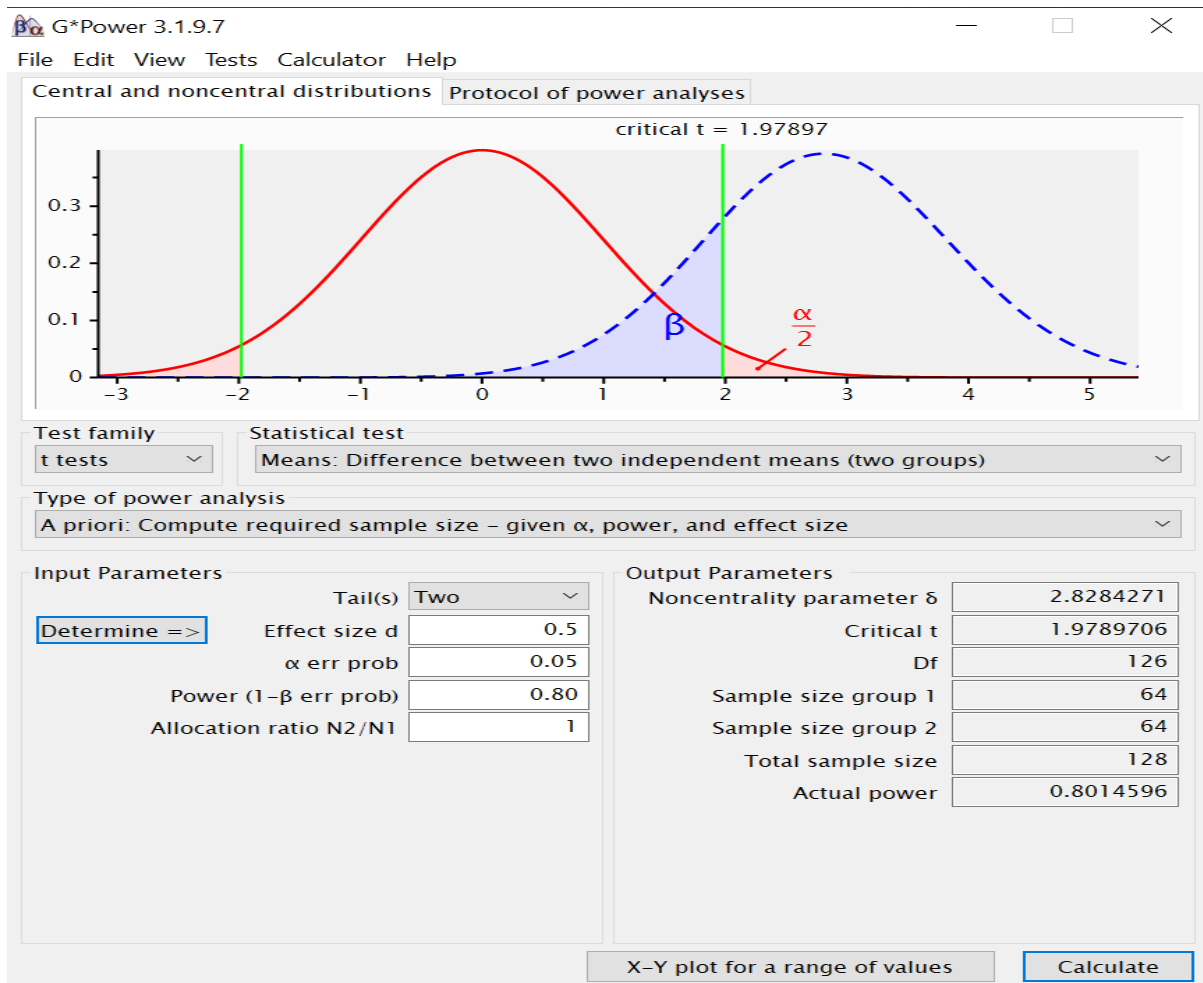 βα G*Power 3.1.9.7
File Edit View Tests Calculator Help
Central and noncentral distributions Protocol of power analyses
critical t = 1.97897
0.3
0.2
0.1
0
β
α
2
-3 -2 -1 0 1 2 3 4 5
Test family Statistical test
t tests Means: Difference between two independent means (two groups)
Type of power analysis
A priori: Compute required sample size – given α, power, and effect size
Input Parameters Output Parameters
Tail(s) Two Noncentrality parameter δ 2.8284271
Determine => Effect size d 0.5 Critical t 1.9789706
α err prob 0.05 Df 126
Power (1–β err prob) 0.80 Sample size group 1 64
Allocation ratio N2/N1 1 Sample size group 2 64
Total sample size 128
Actual power 0.8014596
X–Y plot for a range of values Calculate